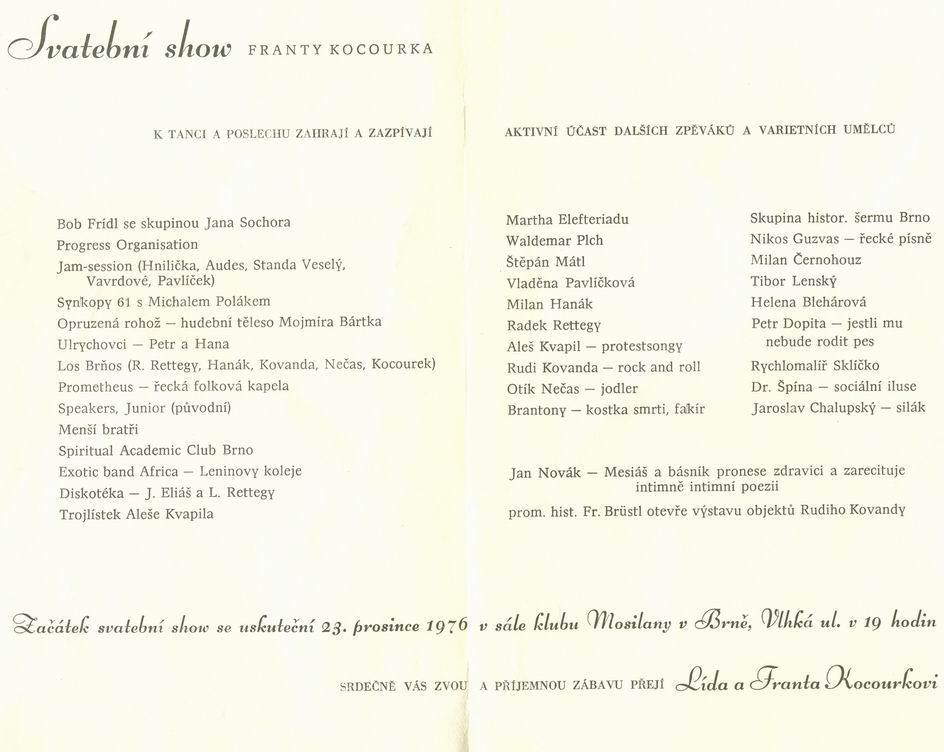 Svatební show FRANTY KOCOURKA
K TANCI A POSLECHU ZAHRAJÍ A ZAZPÍVAJÍ
Bob Frídl se skupinou Jana Sochora
Progress Organisation
Jam-session (Hnilička, Audes, Standa Veselý,
Vavrdové, Pavlíček)
Synkopy 61 s Michalem Polákem
Opruzená rohož — hudební těleso Mojmíra Bártka
Ulrychovci — Petr a Hana
Los Brňos (R. Rettegy, Hanák, Kovanda, Nečas, Kocourek)
Prometheus — řecká folková kapela
Speakers, Junior (původní)
Menší bratři
Spiritual Academic Club Brno
Exotic band Africa — Leninovy koleje
Diskotéka — J. Eliáš a L. Rettegy
Trojlístek Aleše Kvapila
AKTIVNÍ ÚČAST DALŠÍCH ZPĚVÁKŮ A VARIETNÍCH UMĚLCŮ
Martha Elefteriadu
Waldemar Plch
Štěpán Mátl
Vladěna Pavlíčková
Milan Hanák
Radek Rettegy
Aleš Kvapil — protestsongy
Rudi Kovanda — rock and roll
Otík Nečas — jodler
Brantony — kostka smrti, fakír
Skupina histor. šermu Brno
Nikos Guzvas — řecké písně
Milan Černohouz
Tibor Lenský
Helena Blehárová
Petr Dopita — jestli mu
nebude rodit pes
Rychlomalíř Sklíčko
Dr. Špína — sociální iluse
Jaroslav Chalupský — silák
Jan Novák — Mesiáš a básník pronese zdravici a zarecituje
intimně intimní poezii
prom. hist. Fr. Brüstl otevře výstavu objektů Rudiho Kovandy
Začátek svatební show se uskuteční 23. prosince 1976 v sále klubu Mosilany v Brně, Vlhká ul. v 19 hodin
SRDEČNĚ VÁS ZVOU A PŘÍJEMNOU ZÁBAVU PŘEJÍ Lída a Franta Kocourkovi